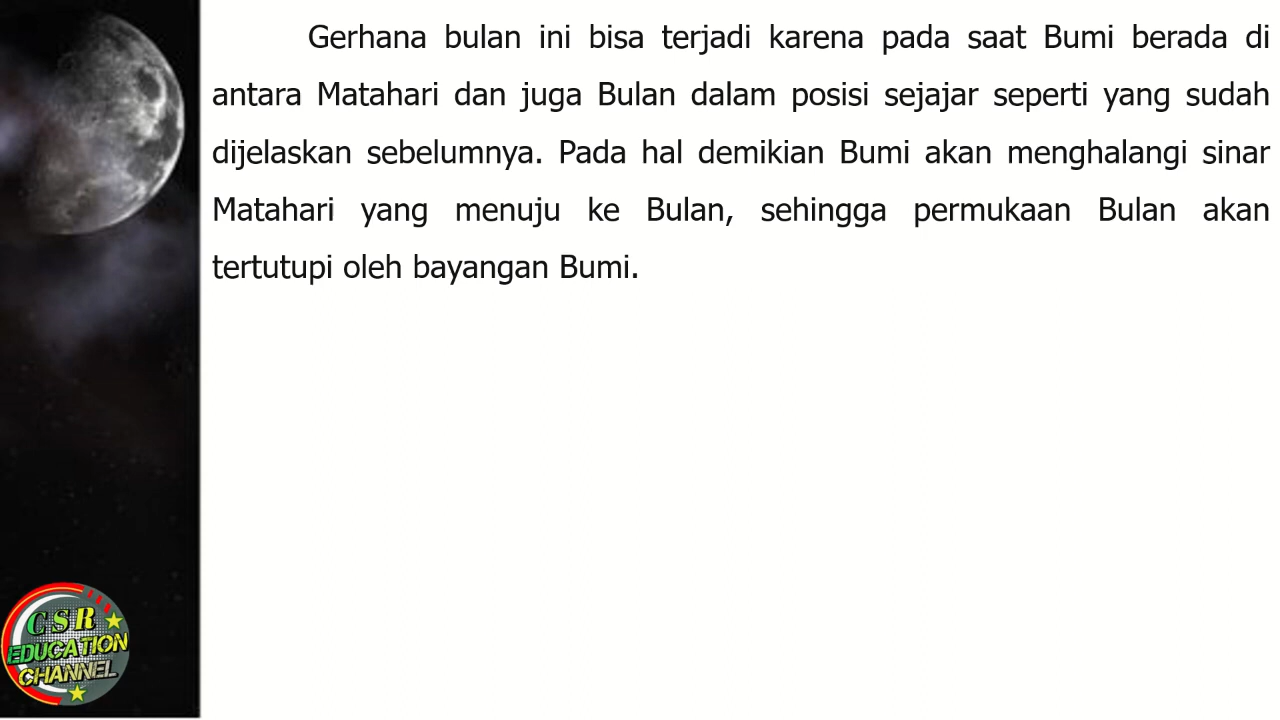 Gerhana bulan ini bisa terjadi karena pada saat Bumi berada di
antara Matahari dan juga Bulan dalam posisi sejajar seperti yang sudah
dijelaskan sebelumnya. Pada hal demikian Bumi akan menghalangi sinar
Matahari yang menuju ke Bulan, sehingga permukaan Bulan akan
tertutupi oleh bayangan Bumi.
CSR
EDUCATION
CHANNEL